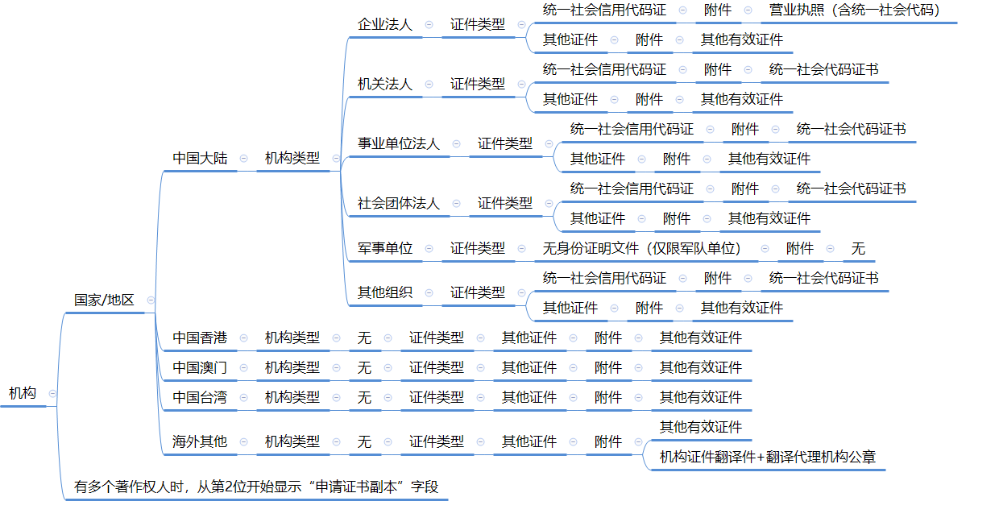 机构
国家/地区
中国大陆
机构类型
企业法人
证件类型
统一社会信用代码证
附件
营业执照（含统一社会代码）
其他证件
附件
其他有效证件
机关法人
证件类型
统一社会信用代码证
附件
统一社会代码证书
其他证件
附件
其他有效证件
事业单位法人
证件类型
统一社会信用代码证
附件
统一社会代码证书
其他证件
附件
其他有效证件
社会团体法人
证件类型
统一社会信用代码证
附件
统一社会代码证书
其他证件
附件
其他有效证件
军事单位
证件类型
无身份证明文件（仅限军队单位）
附件
无
其他组织
证件类型
统一社会信用代码证
附件
统一社会代码证书
其他证件
附件
其他有效证件
中国香港
机构类型
无
证件类型
其他证件
附件
其他有效证件
中国澳门
机构类型
无
证件类型
其他证件
附件
其他有效证件
中国台湾
机构类型
无
证件类型
其他证件
附件
其他有效证件
海外其他
机构类型
无
证件类型
其他证件
附件
其他有效证件
机构证件翻译件+翻译代理机构公章
有多个著作权人时，从第2位开始显示“申请证书副本”字段